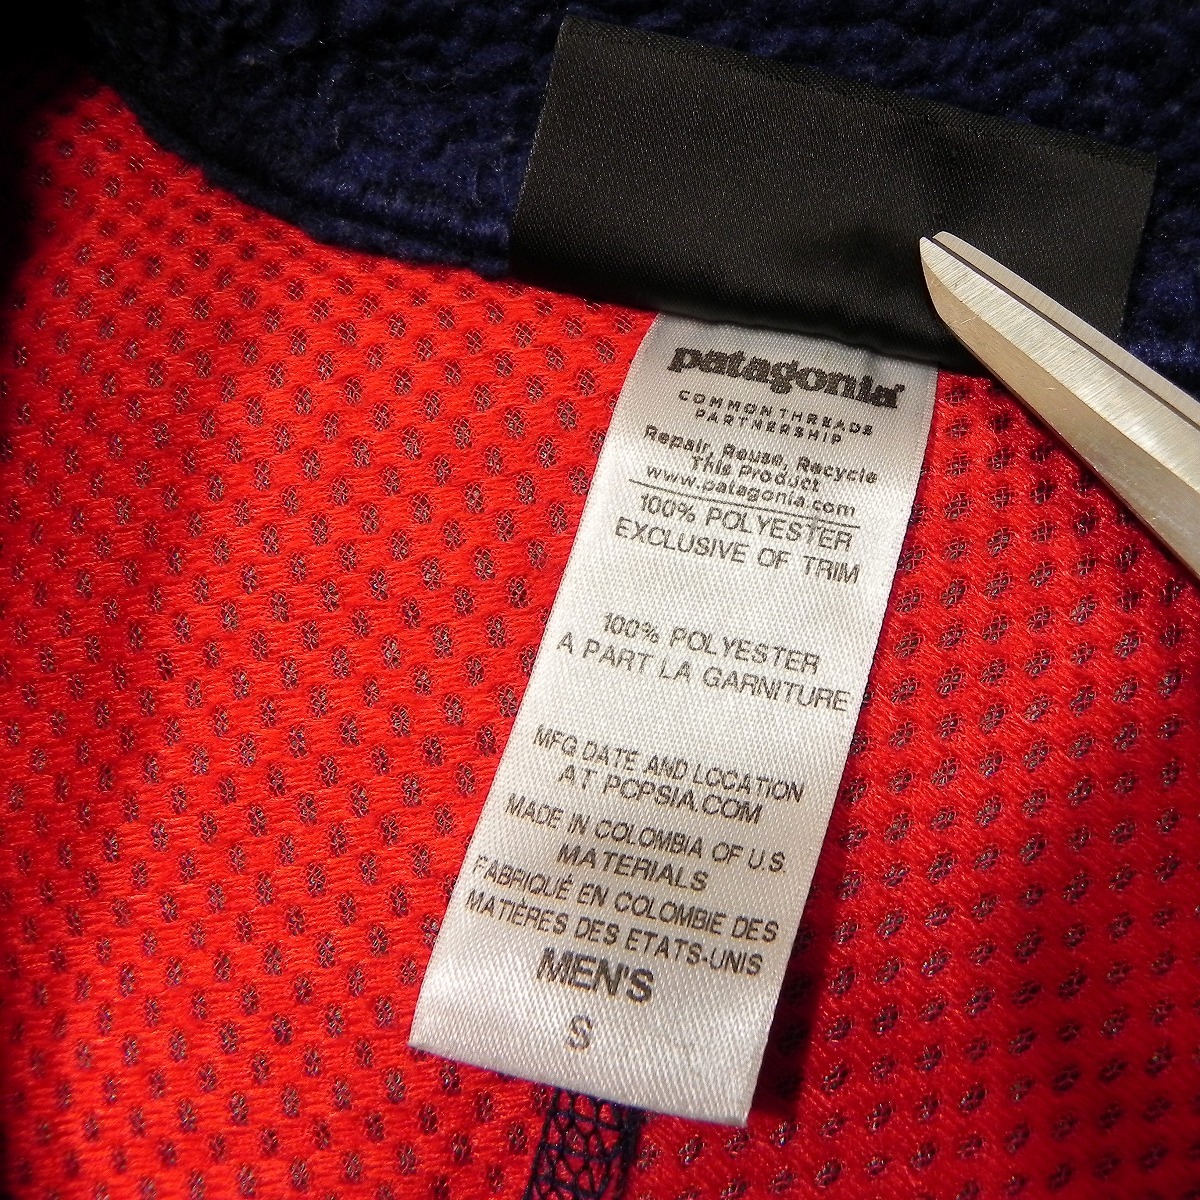 patagonia®
COMMON THREADS
PARTNERSHIP
Repair, Reuse, Recycle
This Product
www.patagonia.com
100% POLYESTER
EXCLUSIVE OF TRIM
100% POLYESTER
A PART LA GARNITURE
MFG DATE AND LOCATION
AT POPSIA.COM
MADE IN COLOMBIA OF U.S.
MATERIALS
FABRIQUÉ EN COLOMBIE DES
MATIÈRES DES ETATS-UNIS
MEN'S
S